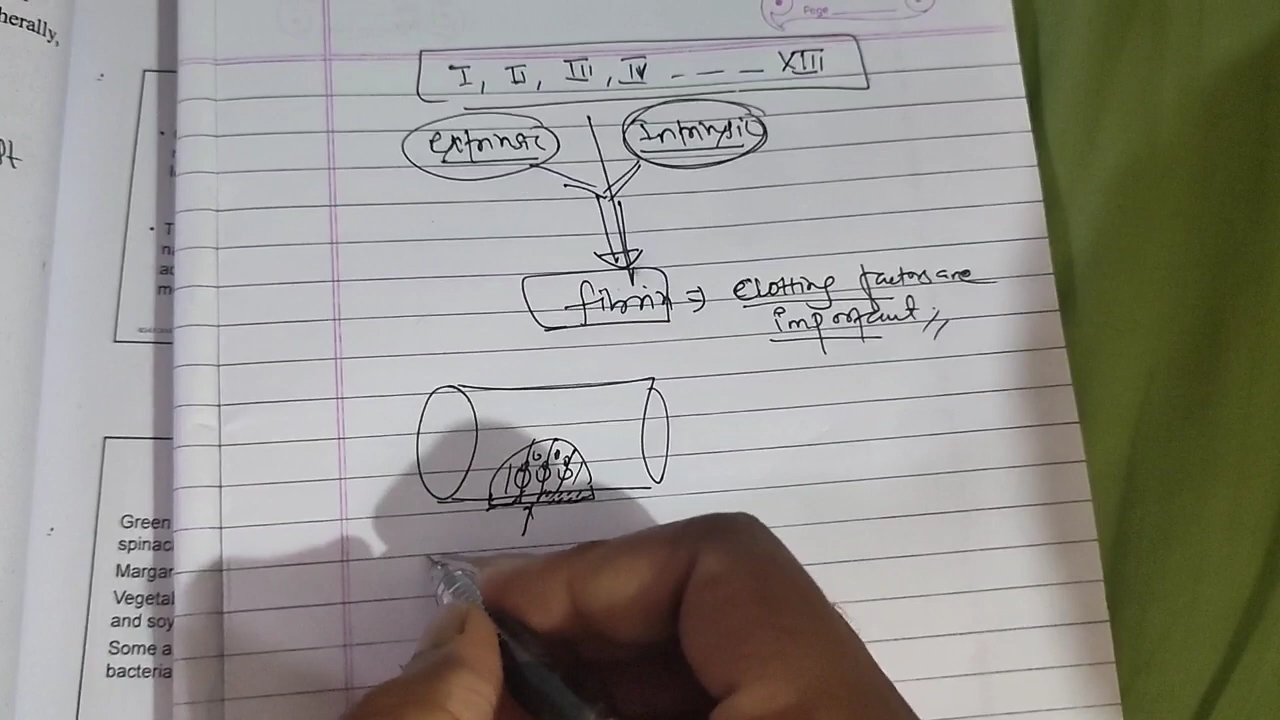 herally,
Page
I, II, III, IV - - - XIII
extrinsic Intrinsic
fibrin ⇒ Clotting factors are
important
Green
spinac
Margar
Vegetal
and soy
Some a
bacteria